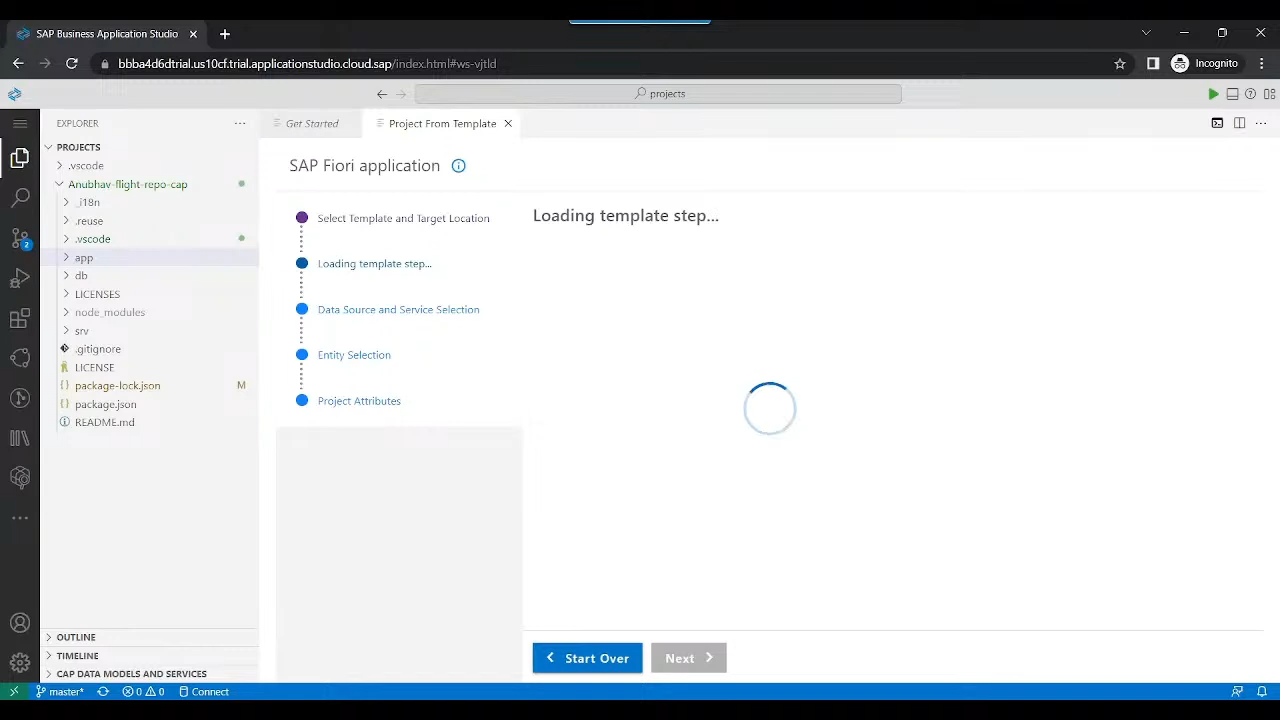 SAP Business Application Studio
bbba4d6dtrial.us10cf.trial.applicationstudio.cloud.sap/index.html#ws-vjtld
Incognito
projects
EXPLORER
Get Started
Project From Template
PROJECTS
.vscode
Anubhav-flight-repo-cap
_i18n
.reuse
.vscode
app
db
LICENSES
node_modules
srv
.gitignore
LICENSE
package-lock.json M
package.json
README.md
OUTLINE
TIMELINE
CAP DATA MODELS AND SERVICES
SAP Fiori application
Select Template and Target Location
Loading template step...
Data Source and Service Selection
Entity Selection
Project Attributes
Loading template step...
Start Over
Next
2
master*
0 0
Connect